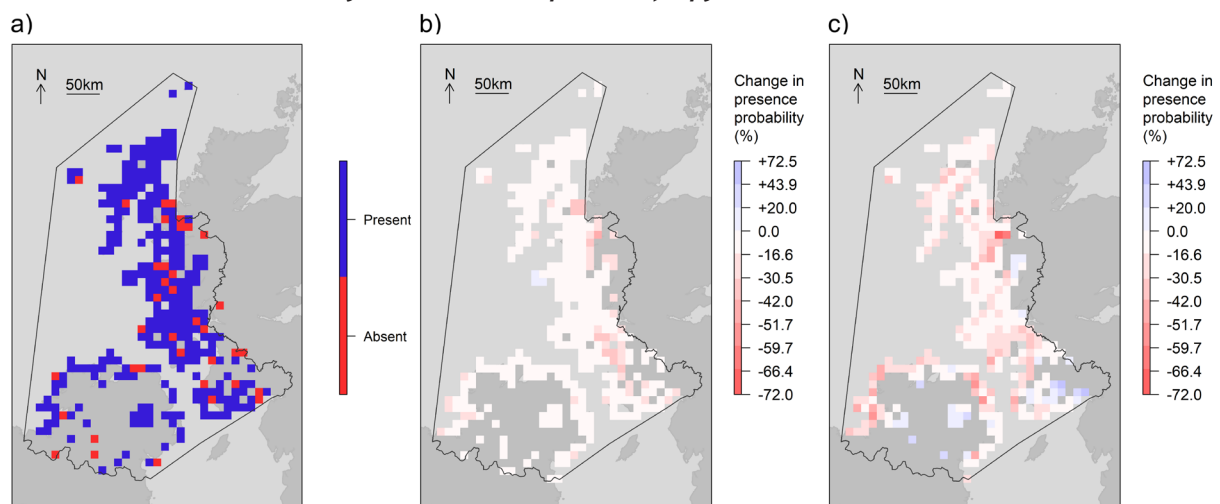 a)
N
50km
Present
Absent
b)
N
50km
Change in
presence
probability
(%)
+72.5
+43.9
+20.0
0.0
-16.6
-30.5
-42.0
-51.7
-59.7
-66.4
-72.0
c)
N
50km
Change in
presence
probability
(%)
+72.5
+43.9
+20.0
0.0
-16.6
-30.5
-42.0
-51.7
-59.7
-66.4
-72.0